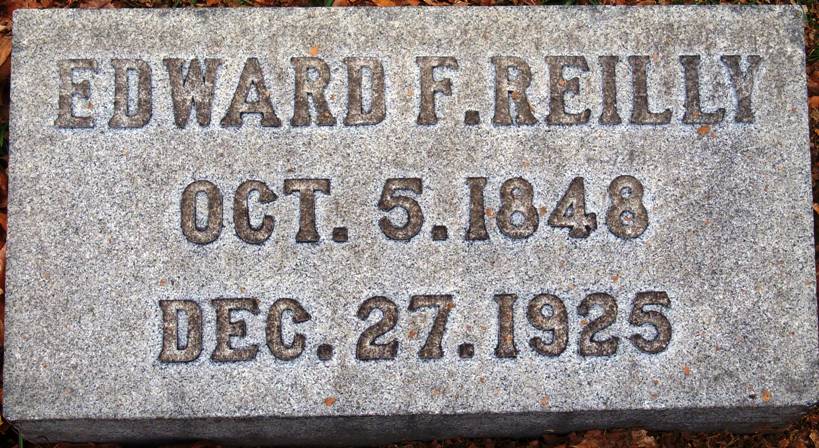 EDWARD F. REILLY
OCT. 5. 1848
DEC. 27. 1925